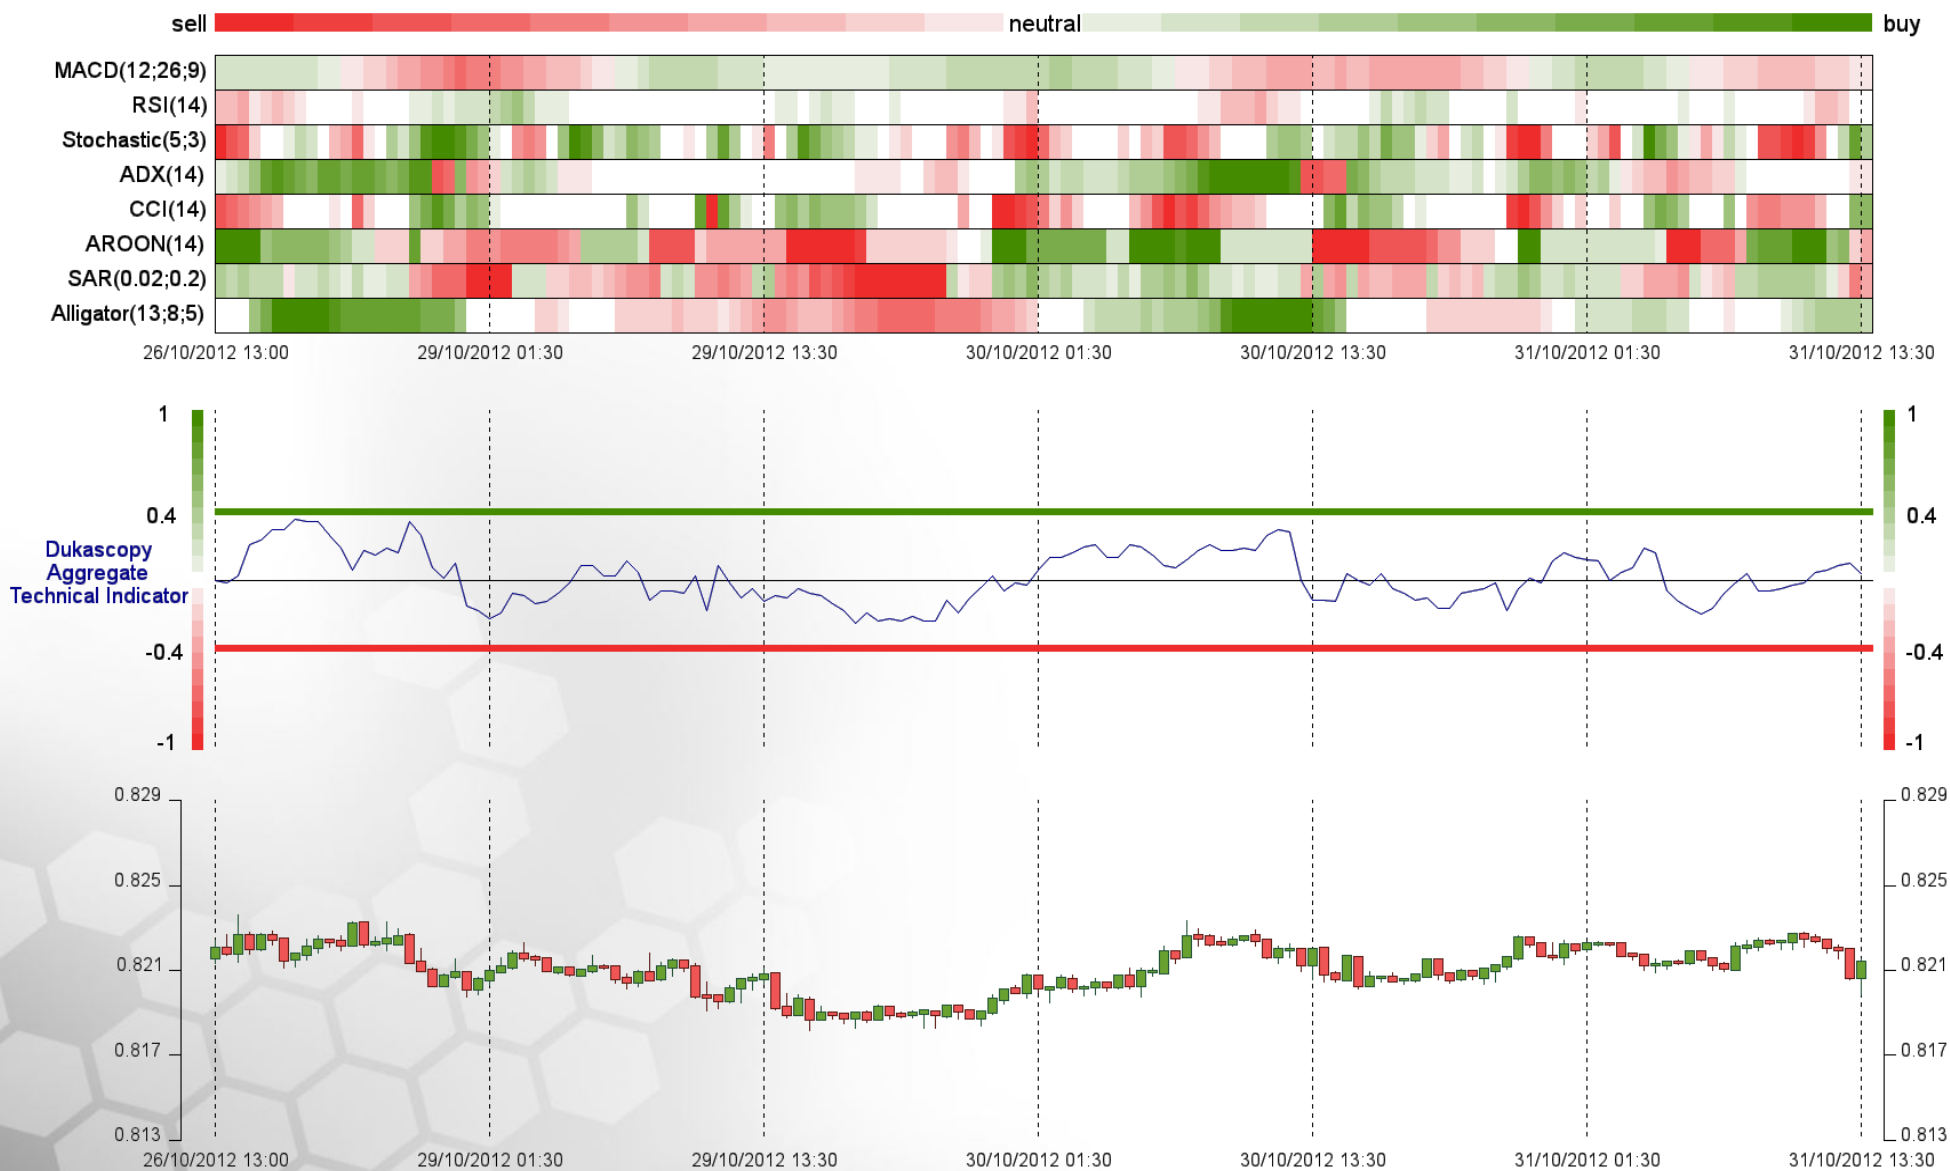 sell neutral buy
MACD(12;26;9)
RSI(14)
Stochastic(5;3)
ADX(14)
CCI(14)
AROON(14)
SAR(0.02;0.2)
Alligator(13;8;5)
26/10/2012 13:00 29/10/2012 01:30 29/10/2012 13:30 30/10/2012 01:30 30/10/2012 13:30 31/10/2012 01:30 31/10/2012 13:30
1 1
0.4 0.4
Dukascopy
Aggregate
Technical Indicator
-0.4 -0.4
-1 -1
0.829 0.829
0.825 0.825
0.821 0.821
0.817 0.817
0.813 0.813
26/10/2012 13:00 29/10/2012 01:30 29/10/2012 13:30 30/10/2012 01:30 30/10/2012 13:30 31/10/2012 01:30 31/10/2012 13:30